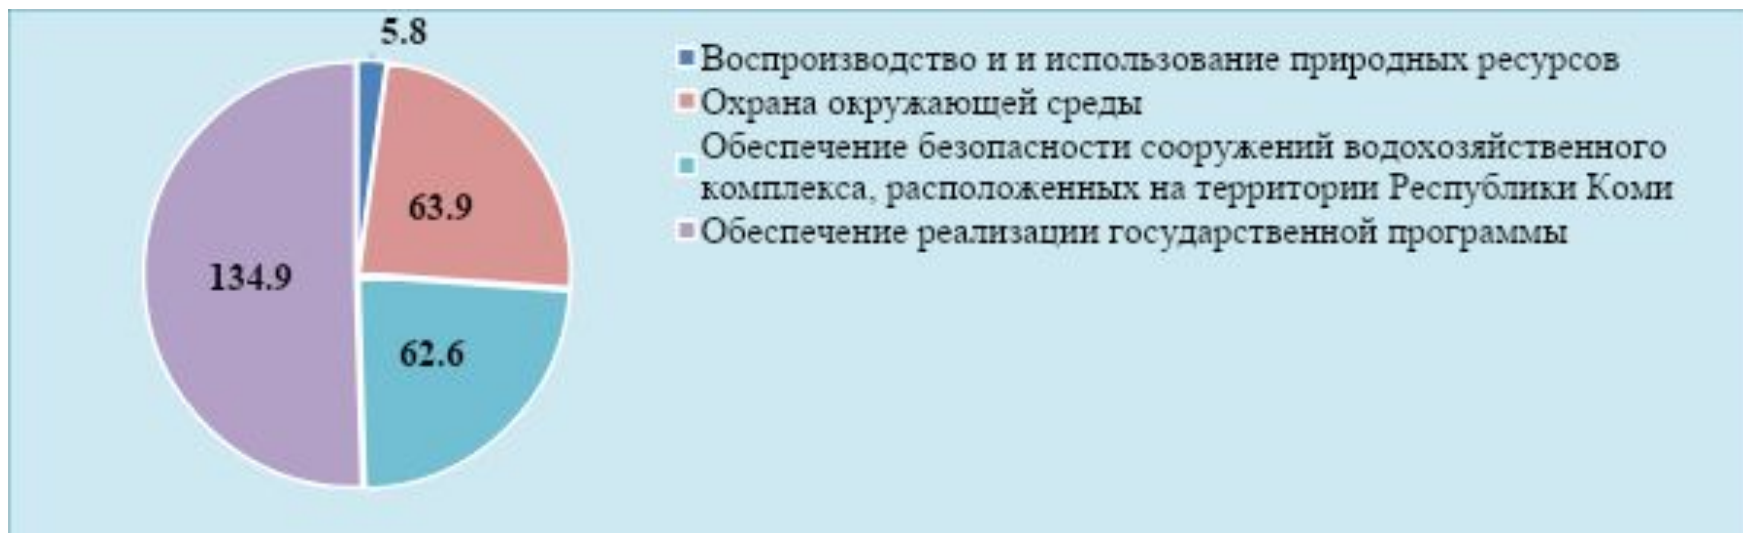 5.8
Воспроизводство и и использование природных ресурсов
Охрана окружающей среды
Обеспечение безопасности сооружений водохозяйственного
комплекса, расположенных на территории Республики Коми
Обеспечение реализации государственной программы
63.9
134.9
62.6